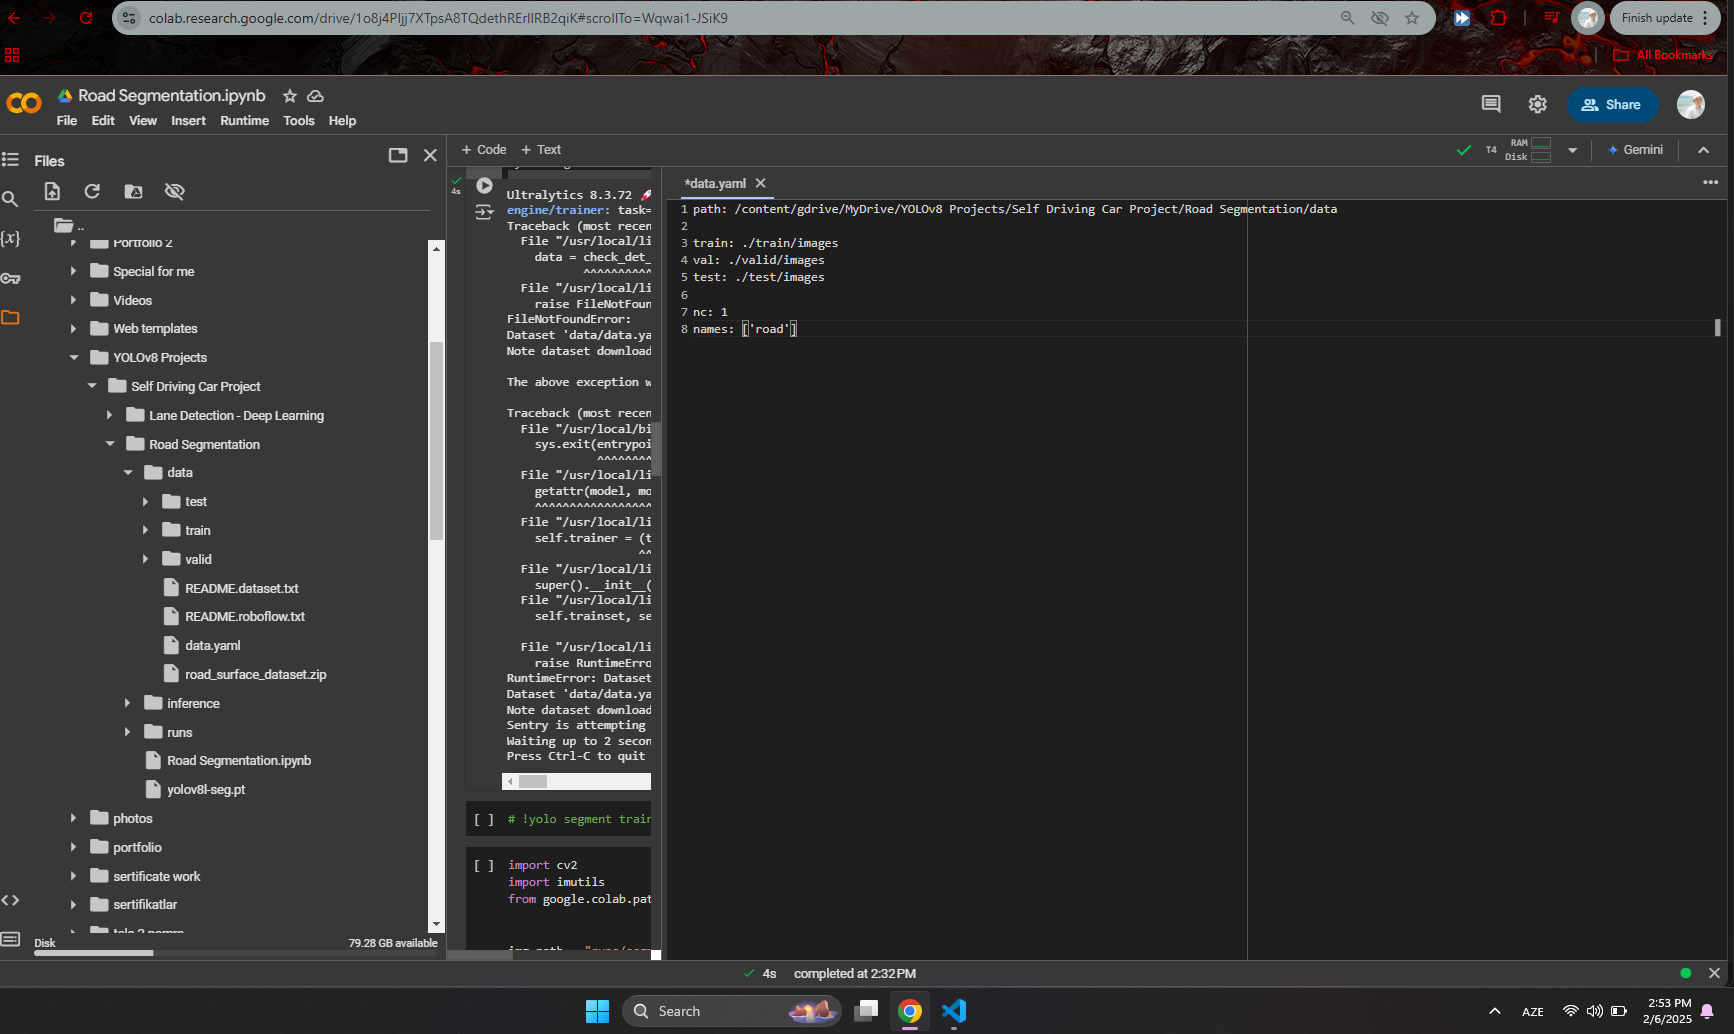 colab.research.google.com/drive/1o8j4PIjj7XTpsA8TQdethRErIlRB2qiK#scrollTo=Wqwai1-JSiK9
Finish update
All Bookmarks
Road Segmentation.ipynb
File Edit View Insert Runtime Tools Help
Share
Files
+ Code + Text
T4 RAM
Disk
Gemini
..
Portfolio 2
Special for me
Videos
Web templates
YOLOv8 Projects
Self Driving Car Project
Lane Detection - Deep Learning
Road Segmentation
data
test
train
valid
README.dataset.txt
README.roboflow.txt
data.yaml
road_surface_dataset.zip
inference
runs
Road Segmentation.ipynb
yolov8l-seg.pt
photos
portfolio
sertificate work
sertifikatlar
Disk 79.28 GB available
4s
Ultralytics 8.3.72 🚀
engine/trainer: task=
Traceback (most recen
File "/usr/local/li
data = check_det_
^^^^^^^^^^
File "/usr/local/li
raise FileNotFoun
FileNotFoundError:
Dataset 'data/data.ya
Note dataset download
The above exception w
Traceback (most recen
File "/usr/local/bi
sys.exit(entrypoi
^^^^^^^^
File "/usr/local/li
getattr(model, mo
^^^^^^^^^^^^^^^^^
File "/usr/local/li
self.trainer = (t
^^
File "/usr/local/li
super().__init__(
File "/usr/local/li
self.trainset, se
File "/usr/local/li
raise RuntimeErro
RuntimeError: Dataset
Dataset 'data/data.ya
Note dataset download
Sentry is attempting
Waiting up to 2 secon
Press Ctrl-C to quit
[ ] # !yolo segment train
[ ] import cv2
import imutils
from google.colab.pat
*data.yaml
1 path: /content/gdrive/MyDrive/YOLOv8 Projects/Self Driving Car Project/Road Segmentation/data
2
3 train: ./train/images
4 val: ./valid/images
5 test: ./test/images
6
7 nc: 1
8 names: ['road']
4s completed at 2:32 PM
Search
AZE
2:53 PM
2/6/2025